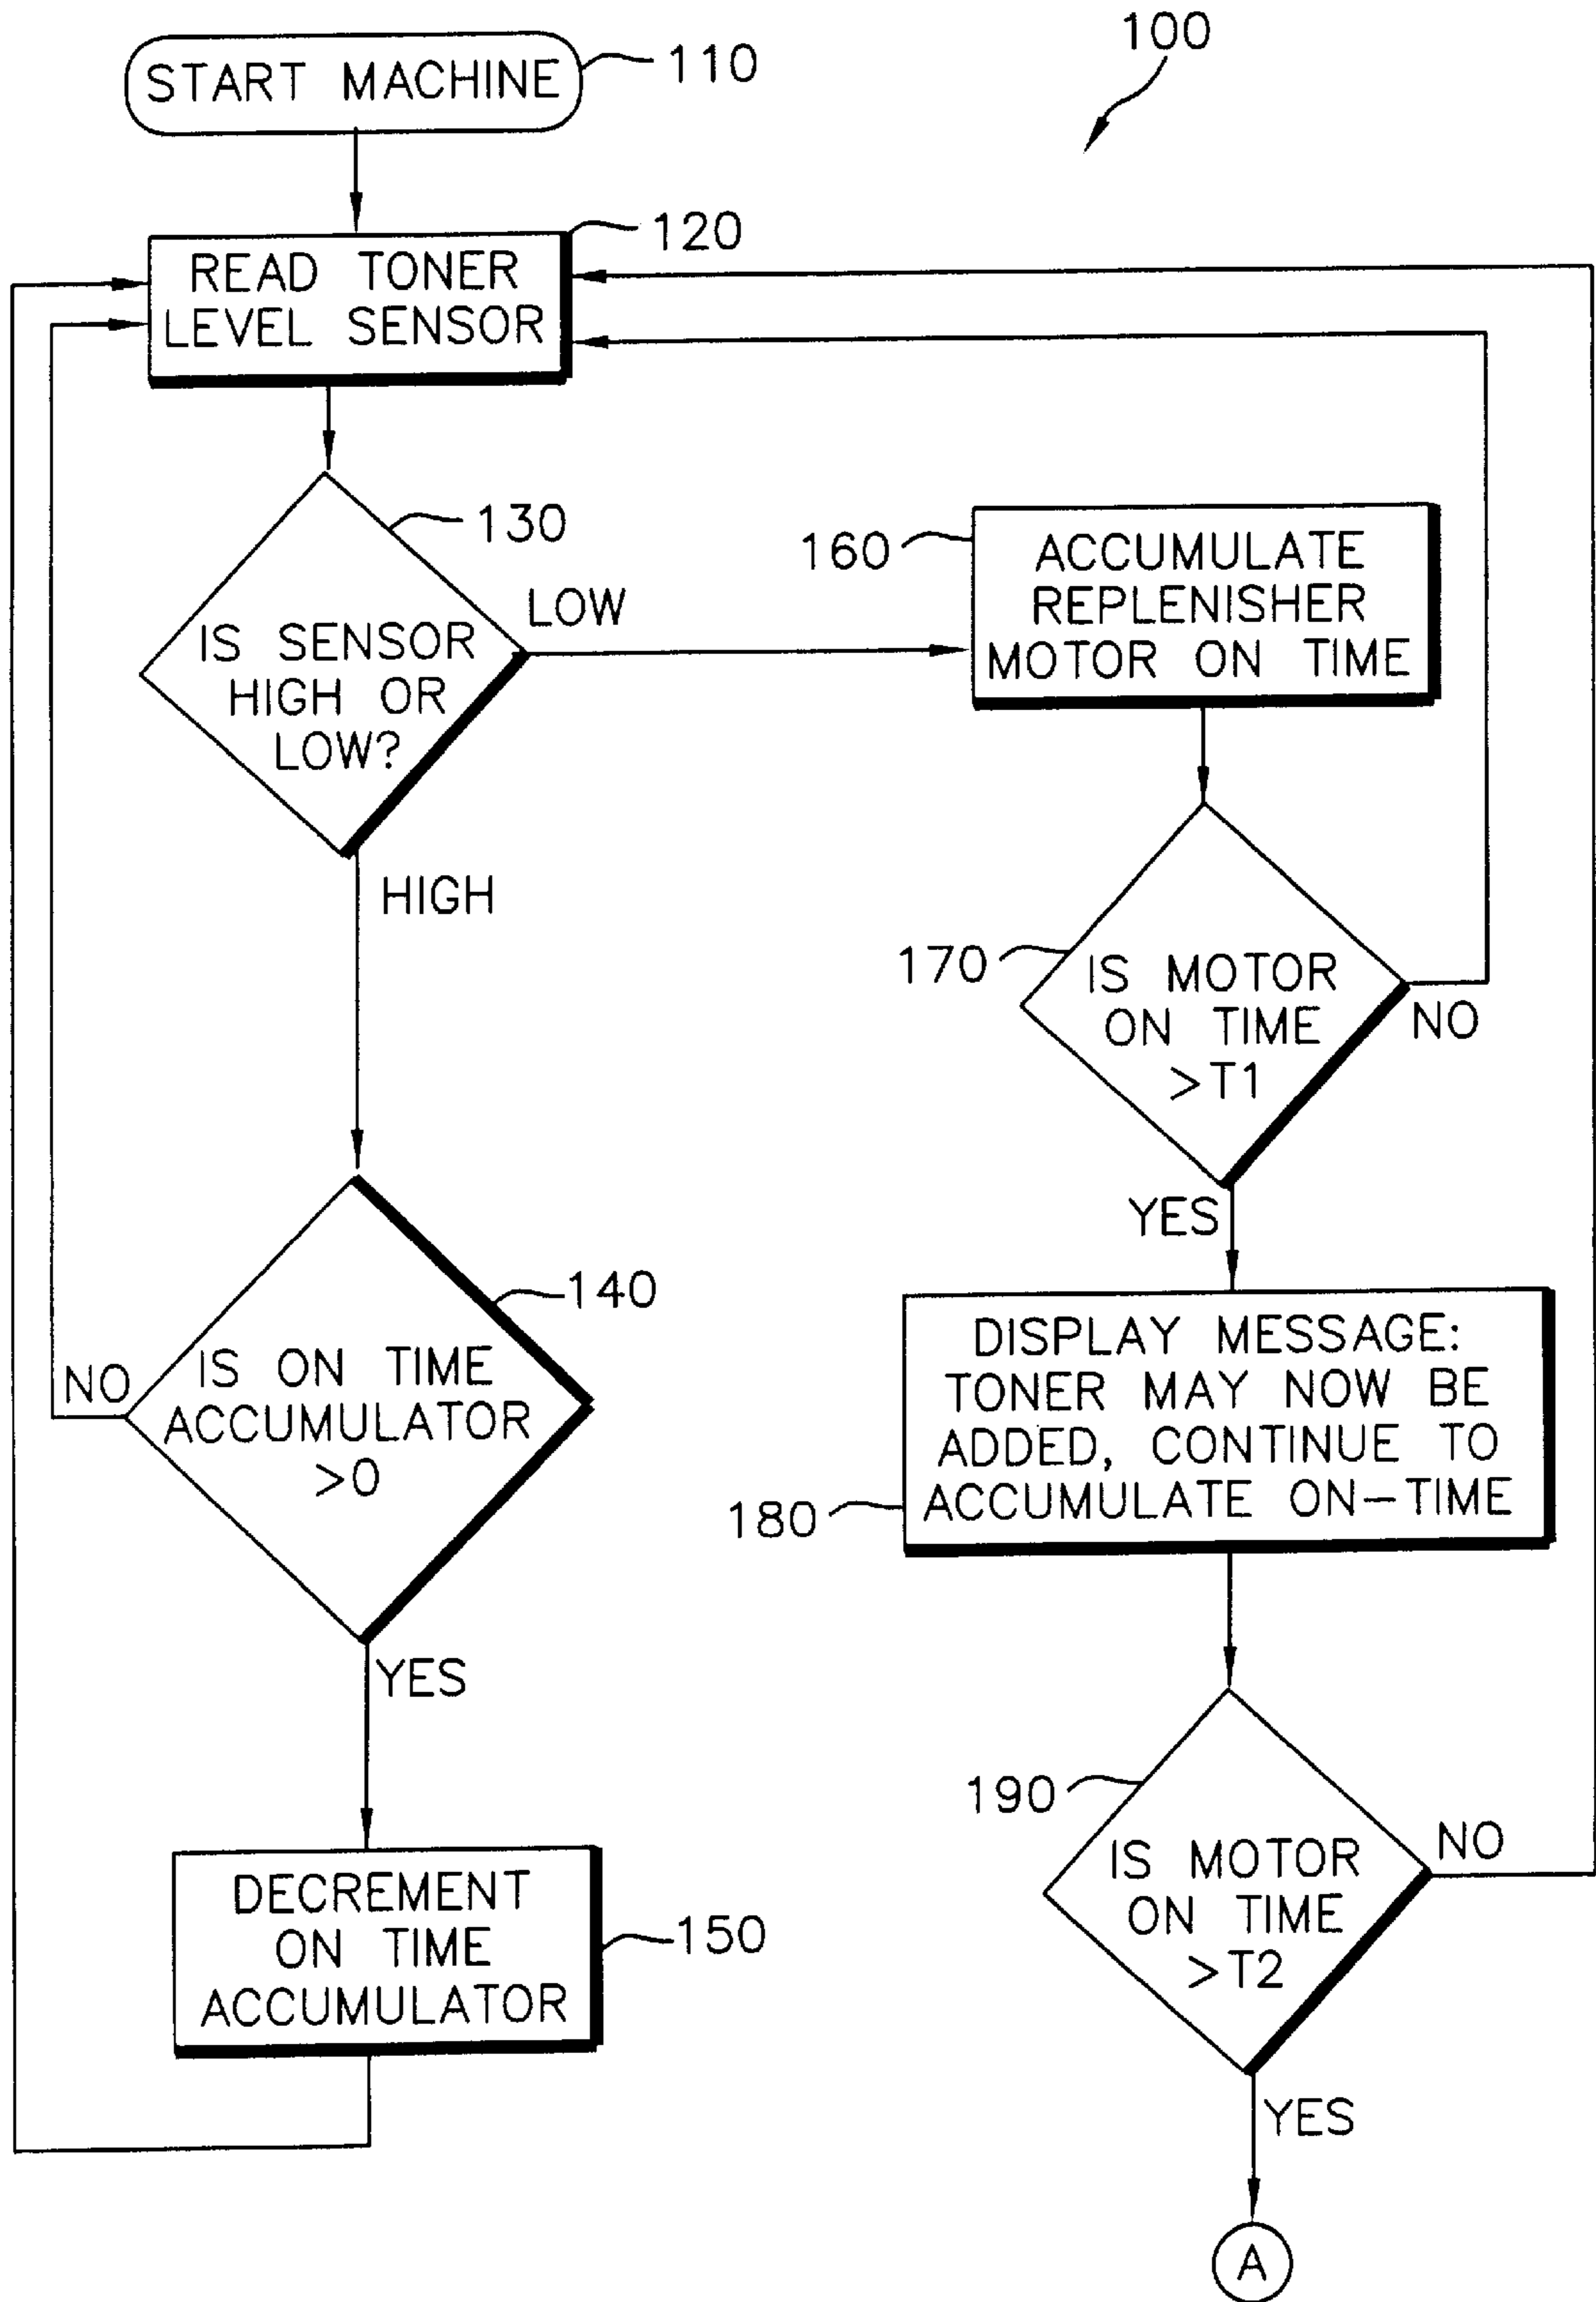 100
START MACHINE
110
120
READ TONER
LEVEL SENSOR
130
IS SENSOR
HIGH OR
LOW?
LOW
HIGH
160
ACCUMULATE
REPLENISHER
MOTOR ON TIME
170
IS MOTOR
ON TIME
>T1
NO
YES
140
IS ON TIME
ACCUMULATOR
>0
NO
YES
180
DISPLAY MESSAGE:
TONER MAY NOW BE
ADDED, CONTINUE TO
ACCUMULATE ON-TIME
150
DECREMENT
ON TIME
ACCUMULATOR
190
IS MOTOR
ON TIME
>T2
NO
YES
A